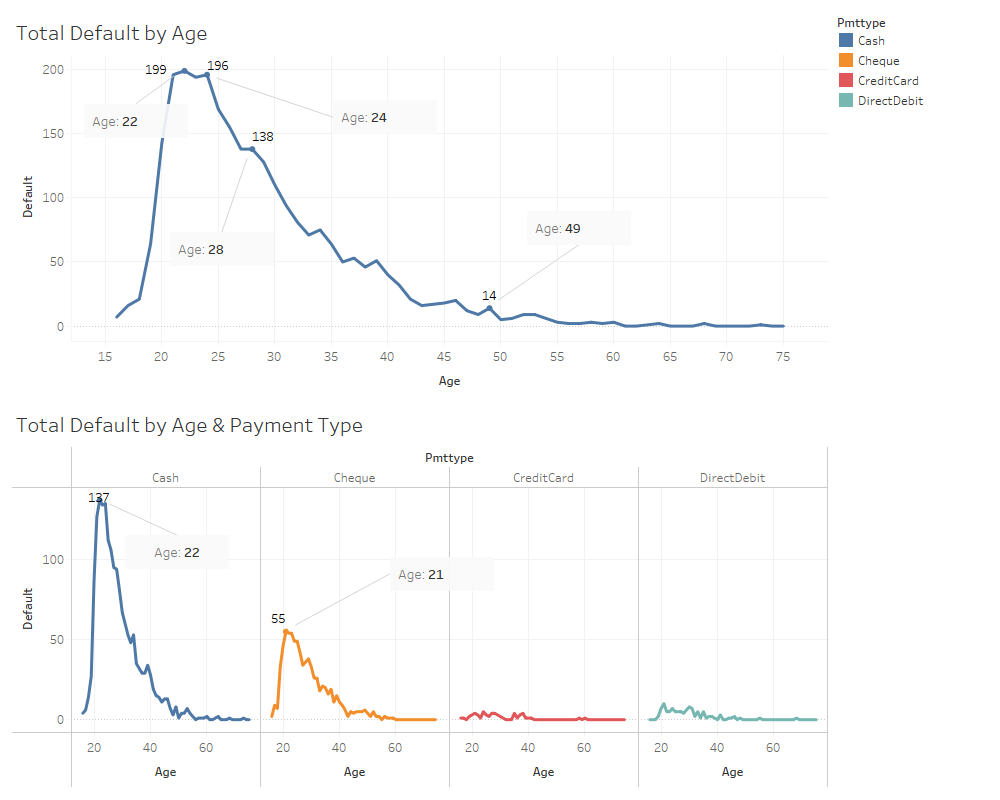 Total Default by Age
Pmttype
Cash
Cheque
CreditCard
DirectDebit
200
150
100
50
0
Default
199
196
138
14
Age: 22
Age: 24
Age: 28
Age: 49
15 20 25 30 35 40 45 50 55 60 65 70 75
Age
Total Default by Age & Payment Type
Pmttype
Cash Cheque CreditCard DirectDebit
100
50
0
Default
137
Age: 22
55
Age: 21
20 40 60 20 40 60 20 40 60 20 40 60
Age Age Age Age